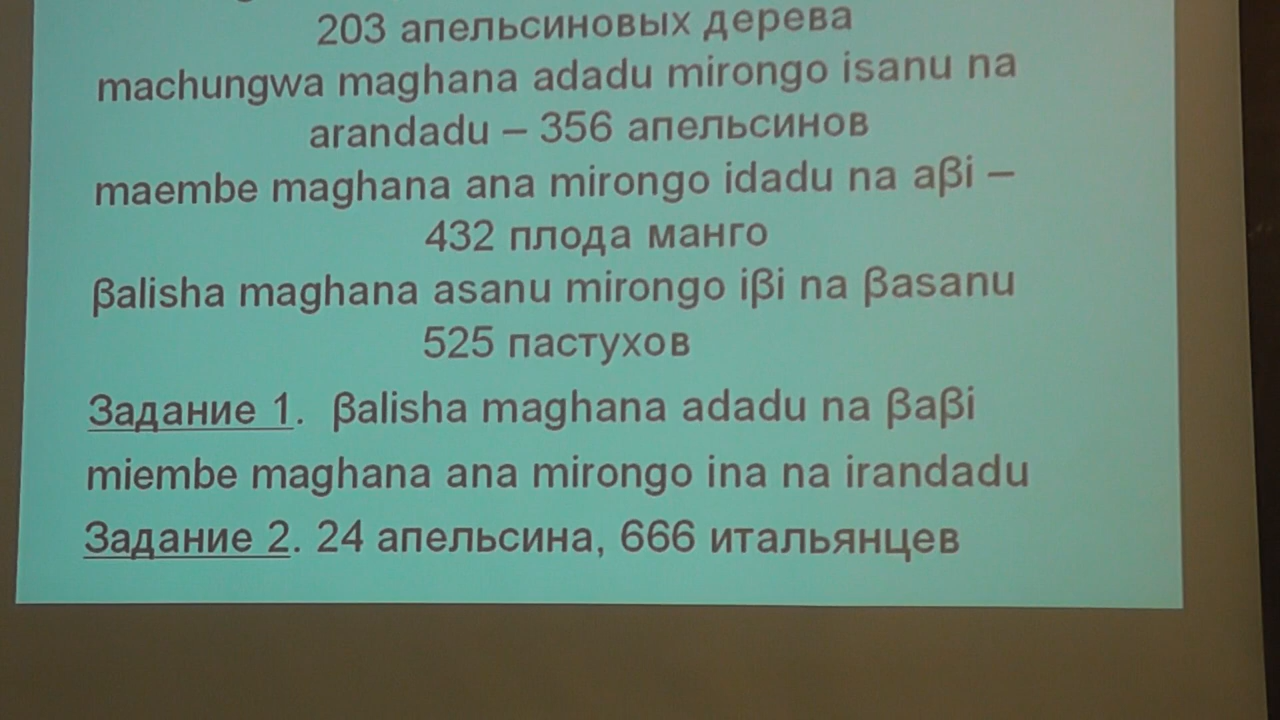 203 апельсиновых дерева
machungwa maghana adadu mirongo isanu na
arandadu – 356 апельсинов
maembe maghana ana mirongo idadu na aβi –
432 плода манго
βalisha maghana asanu mirongo iβi na βasanu
525 пастухов
Задание 1. βalisha maghana adadu na βaβi
miembe maghana ana mirongo ina na irandadu
Задание 2. 24 апельсина, 666 итальянцев